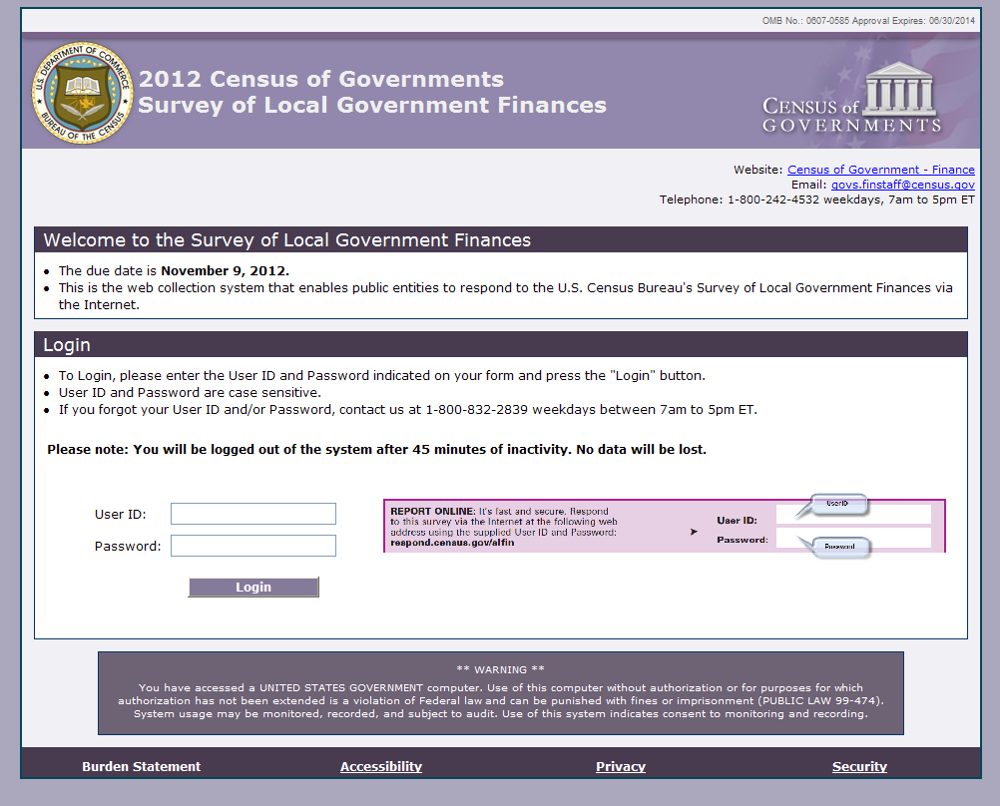 OMB No.: 0607-0585 Approval Expires: 06/30/2014
U.S. DEPARTMENT OF COMMERCE
BUREAU OF THE CENSUS
2012 Census of Governments
Survey of Local Government Finances
CENSUS of
GOVERNMENTS
Website: Census of Government - Finance
Email: govs.finstaff@census.gov
Telephone: 1-800-242-4532 weekdays, 7am to 5pm ET
Welcome to the Survey of Local Government Finances
• The due date is November 9, 2012.
• This is the web collection system that enables public entities to respond to the U.S. Census Bureau's Survey of Local Government Finances via
the Internet.
Login
• To Login, please enter the User ID and Password indicated on your form and press the "Login" button.
• User ID and Password are case sensitive.
• If you forgot your User ID and/or Password, contact us at 1-800-832-2839 weekdays between 7am to 5pm ET.
Please note: You will be logged out of the system after 45 minutes of inactivity. No data will be lost.
User ID:
Password:
Login
REPORT ONLINE: It's fast and secure. Respond
to this survey via the Internet at the following web
address using the supplied User ID and Password:
respond.census.gov/alfin
User ID:
Password:
UserID
Password
** WARNING **
You have accessed a UNITED STATES GOVERNMENT computer. Use of this computer without authorization or for purposes for which
authorization has not been extended is a violation of Federal law and can be punished with fines or imprisonment (PUBLIC LAW 99-474).
System usage may be monitored, recorded, and subject to audit. Use of this system indicates consent to monitoring and recording.
Burden Statement
Accessibility
Privacy
Security